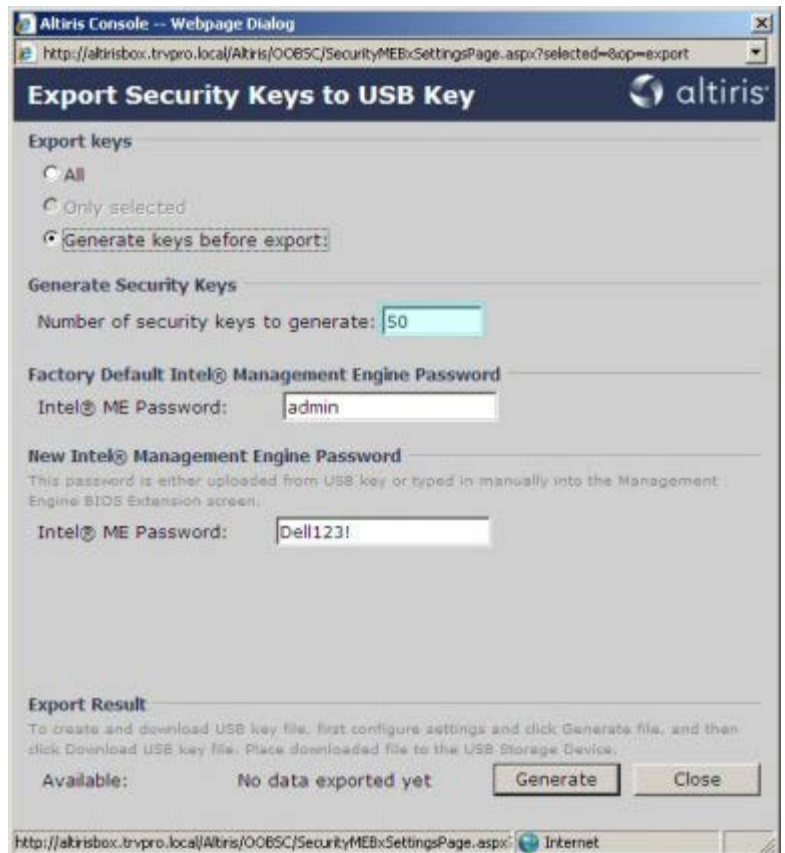 Altiris Console -- Webpage Dialog
http://altirisbox.trvpro.local/Altiris/OOBSC/SecurityMEBxSettingsPage.aspx?selected=&op=export
Export Security Keys to USB Key
altiris
Export keys
All
Only selected
Generate keys before export:
Generate Security Keys
Number of security keys to generate: 50
Factory Default Intel® Management Engine Password
Intel® ME Password: admin
New Intel® Management Engine Password
This password is either uploaded from USB key or typed in manually into the Management
Engine BIOS Extension screen.
Intel® ME Password: Dell123!
Export Result
To create and download USB key file, first configure settings and click Generate file, and then
click Download USB key file. Place downloaded file to the USB Storage Device.
Available: No data exported yet Generate Close
http://altirisbox.trvpro.local/Altiris/OOBSC/SecurityMEBxSettingsPage.aspx Internet